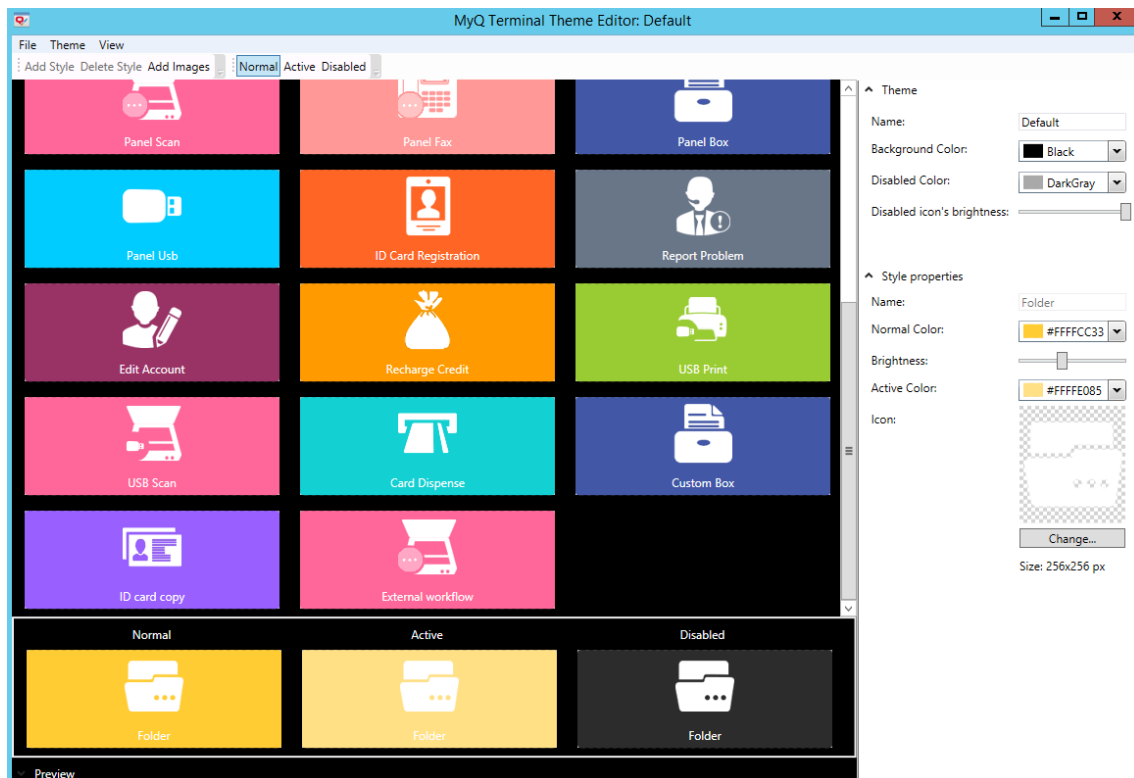 MyQ Terminal Theme Editor: Default
File Theme View
Add Style Delete Style Add Images Normal Active Disabled
Panel Scan Panel Fax Panel Box
Panel Usb ID Card Registration Report Problem
Edit Account Recharge Credit USB Print
USB Scan Card Dispense Custom Box
ID card copy External workflow
Normal Active Disabled
Folder Folder Folder
Preview
Theme
Name: Default
Background Color: Black
Disabled Color: DarkGray
Disabled icon's brightness:
Style properties
Name: Folder
Normal Color: #FFFFCC33
Brightness:
Active Color: #FFFFE085
Icon:
Change...
Size: 256x256 px